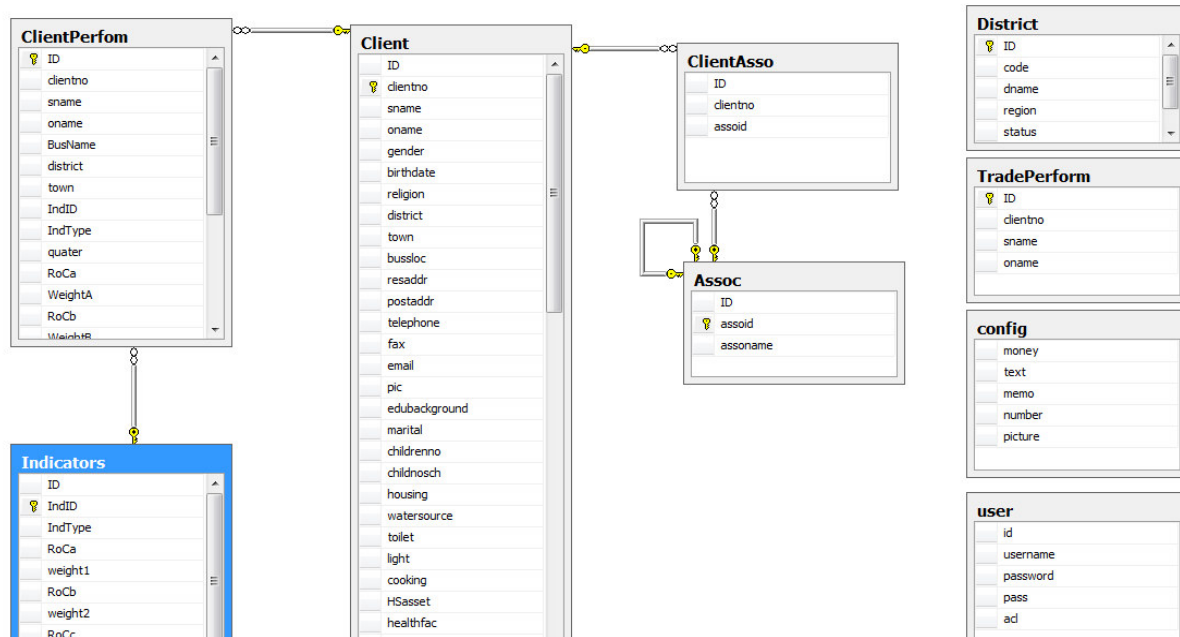 ClientPerfom
ID
clientno
sname
oname
BusName
district
town
IndID
IndType
quater
RoCa
WeightA
RoCb
WeightB
Indicators
ID
IndID
IndType
RoCa
weight1
RoCb
weight2
RoCc
Client
ID
clientno
sname
oname
gender
birthdate
religion
district
town
bussloc
resaddr
postaddr
telephone
fax
email
pic
edubackground
marital
childrenno
childnosch
housing
watersource
toilet
light
cooking
HSasset
healthfac
ClientAsso
ID
clientno
assoid
Assoc
ID
assoid
assoname
District
ID
code
dname
region
status
TradePerform
ID
clientno
sname
oname
config
money
text
memo
number
picture
user
id
username
password
pass
acl